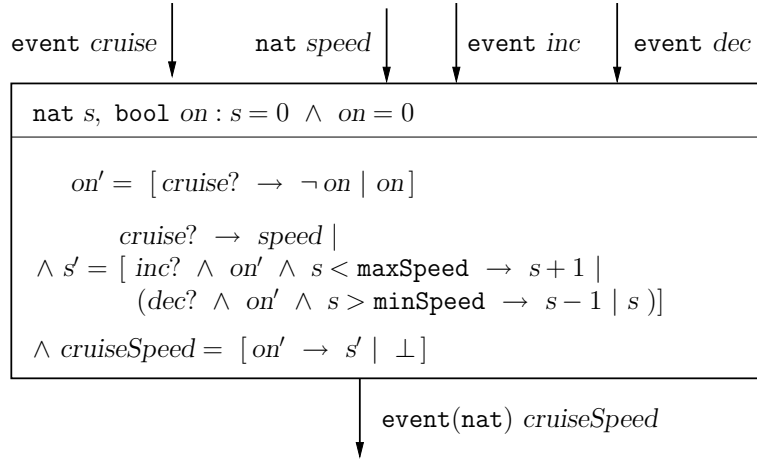 event cruise nat speed event inc event dec
nat s, bool on : s = 0 ∧ on = 0
on′ = [ cruise? → ¬ on | on ]
cruise? → speed |
∧ s′ = [ inc? ∧ on′ ∧ s < maxSpeed → s + 1 |
(dec? ∧ on′ ∧ s > minSpeed → s − 1 | s )]
∧ cruiseSpeed = [ on′ → s′ | ⊥ ]
event(nat) cruiseSpeed